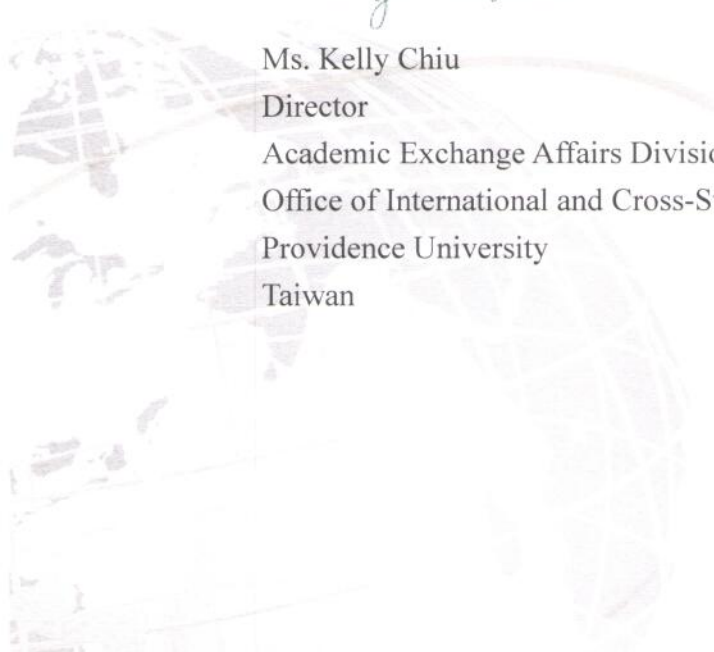 Ms. Kelly Chiu
Director
Academic Exchange Affairs
Office of International and
Providence University
Taiwan